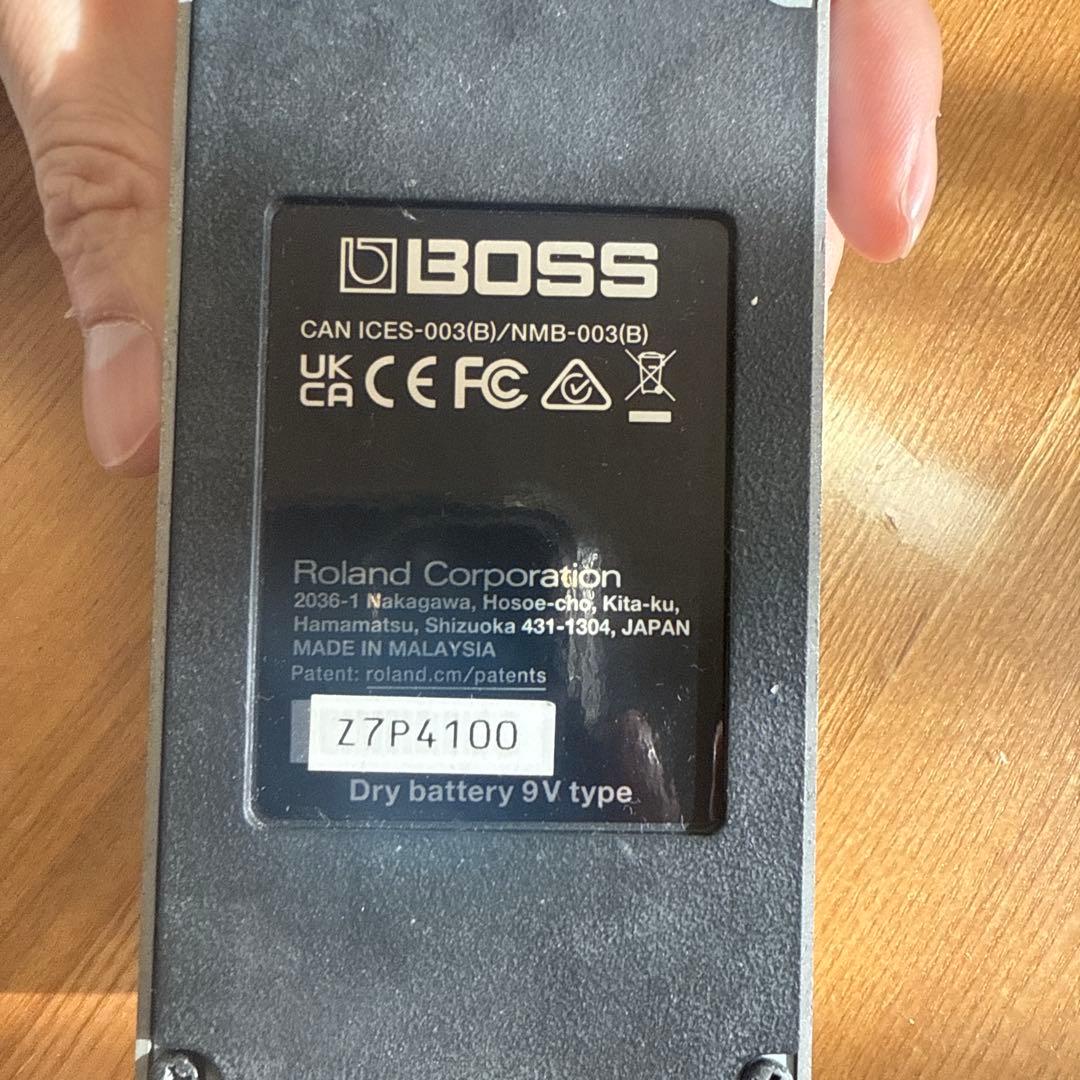 BOSS
CAN ICES-003(B)/NMB-003(B)
UK
CA CE FC
Roland Corporation
2036-1 Nakagawa, Hosoe-cho, Kita-ku,
Hamamatsu, Shizuoka 431-1304, JAPAN
MADE IN MALAYSIA
Patent: roland.cm/patents
Z7P4100
Dry battery 9V type